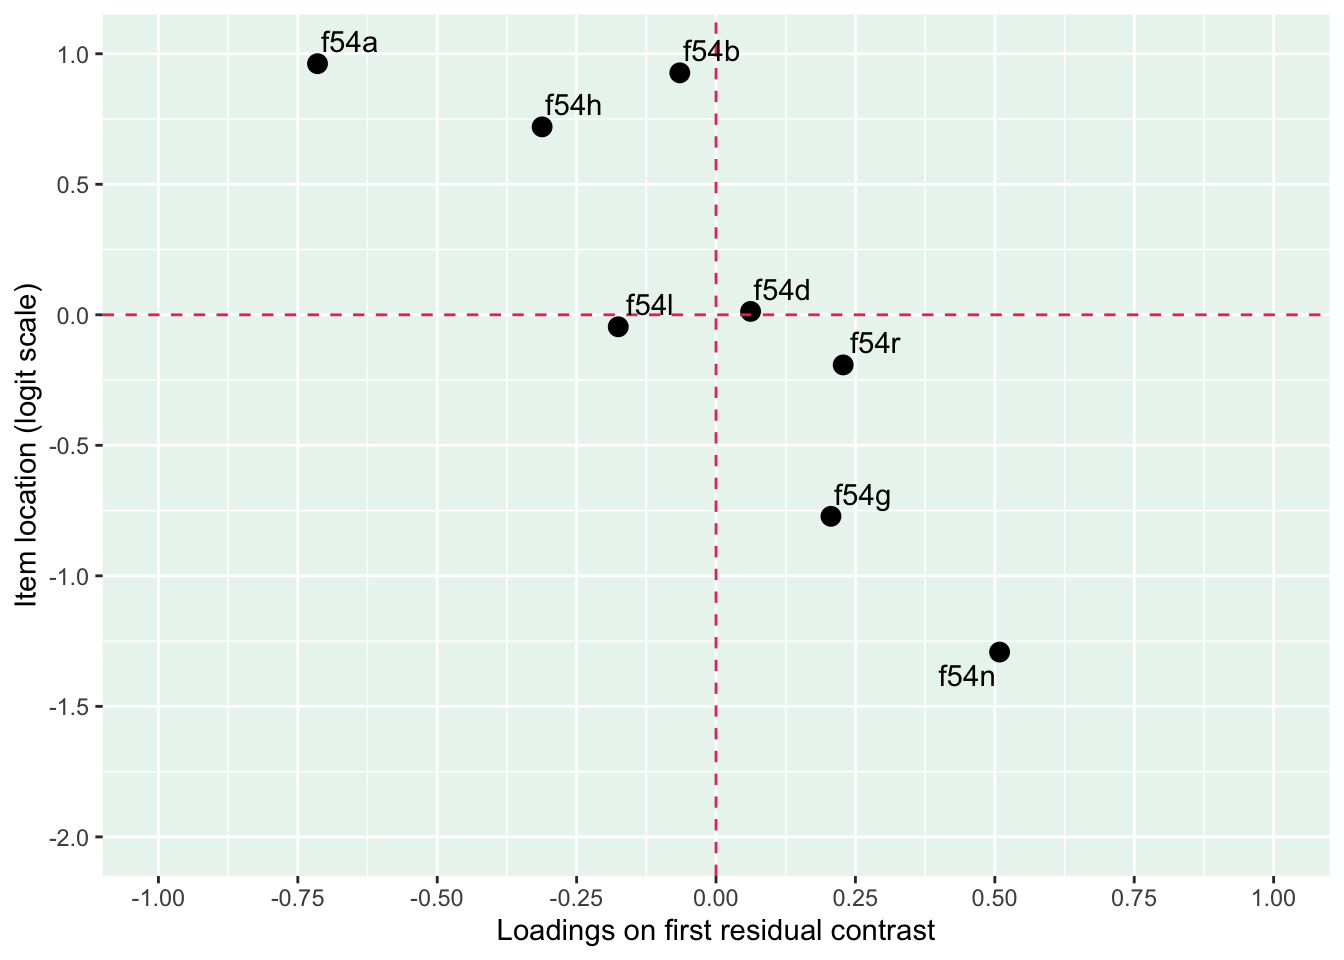 f54a
f54b
f54h
f54l
f54d
f54r
f54g
f54n
1.0
0.5
0.0
-0.5
-1.0
-1.5
-2.0
Item location (logit scale)
-1.00 -0.75 -0.50 -0.25 0.00 0.25 0.50 0.75 1.00
Loadings on first residual contrast